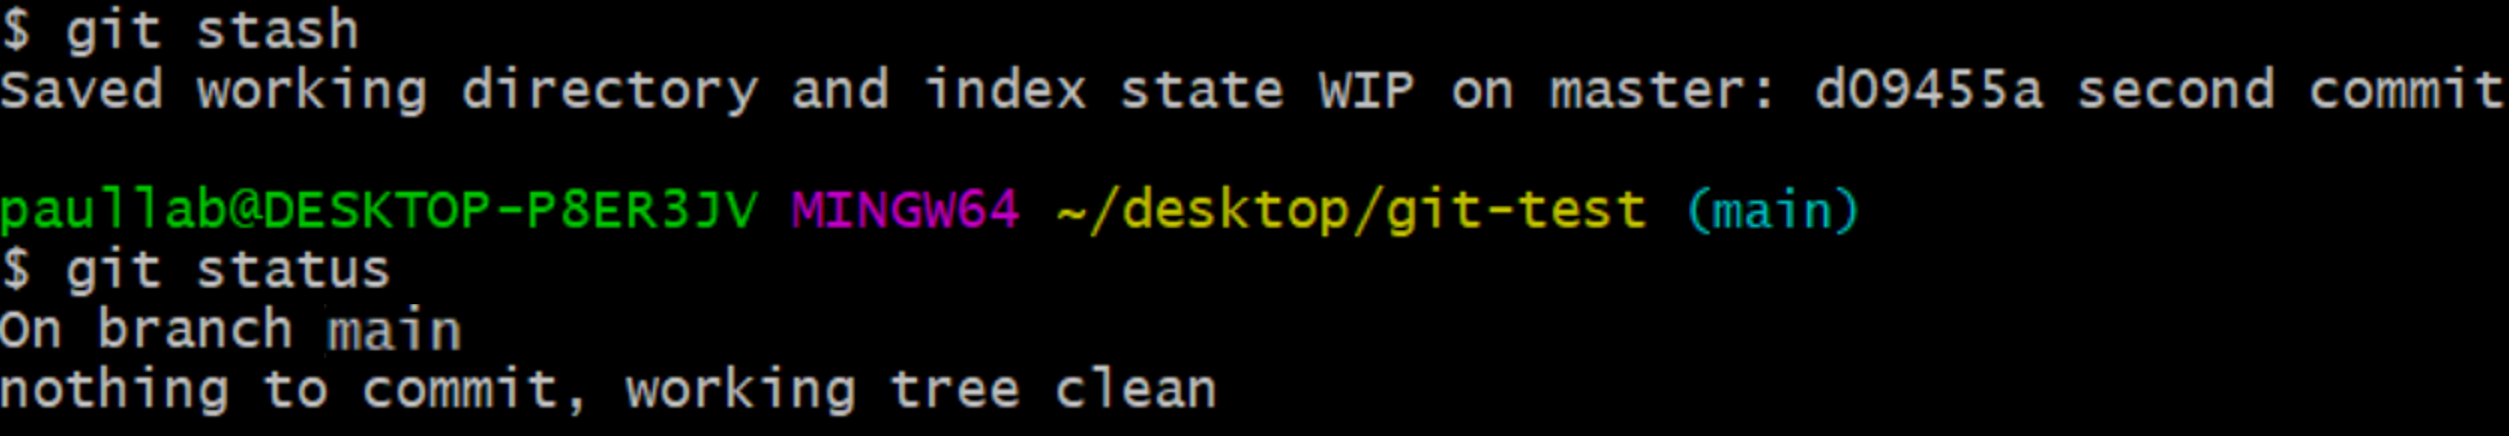 $ git stash
Saved working directory and index state WIP on master: d09455a second commit
paullab@DESKTOP-P8ER3JV MINGW64 ~/desktop/git-test (main)
$ git status
On branch main
nothing to commit, working tree clean